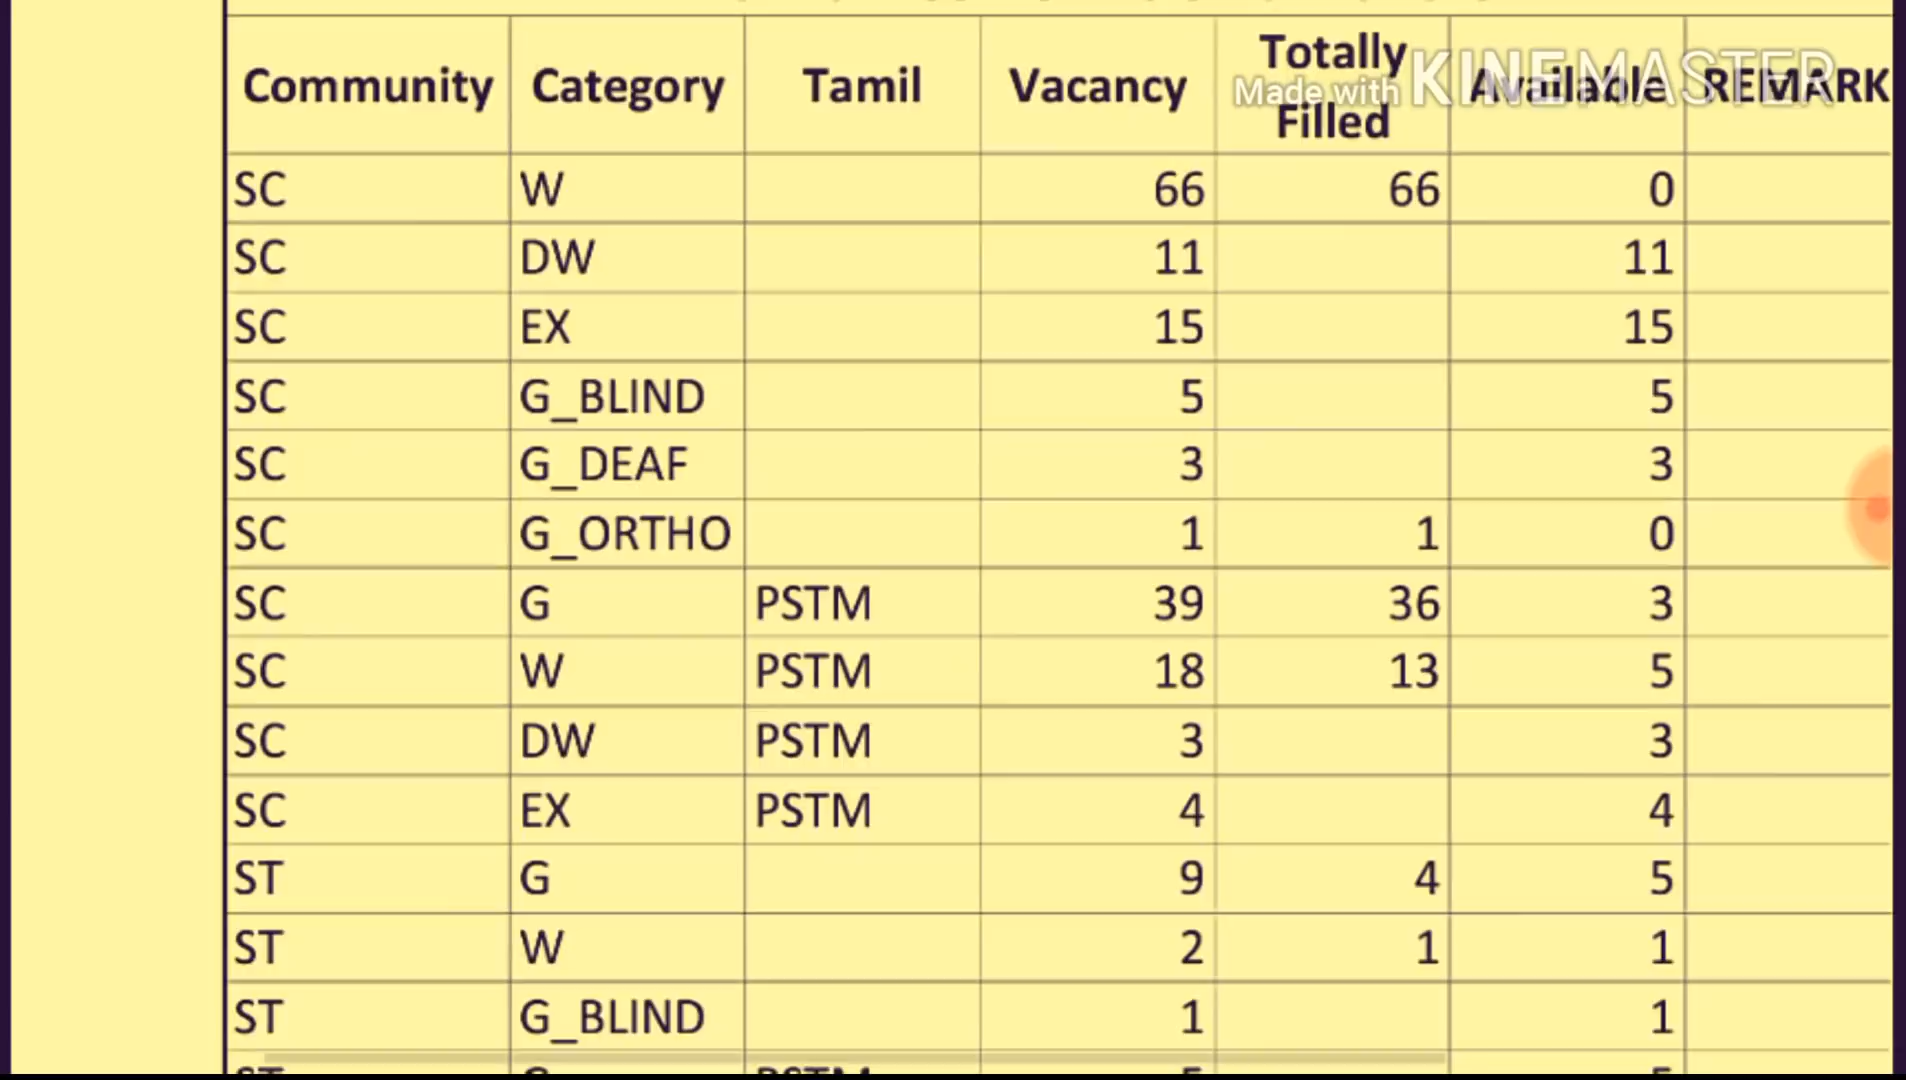 Community Category Tamil Vacancy Totally Filled Available REMARK
Made with KINEMASTER
SC W 66 66 0
SC DW 11 11
SC EX 15 15
SC G_BLIND 5 5
SC G_DEAF 3 3
SC G_ORTHO 1 1 0
SC G PSTM 39 36 3
SC W PSTM 18 13 5
SC DW PSTM 3 3
SC EX PSTM 4 4
ST G 9 4 5
ST W 2 1 1
ST G_BLIND 1 1